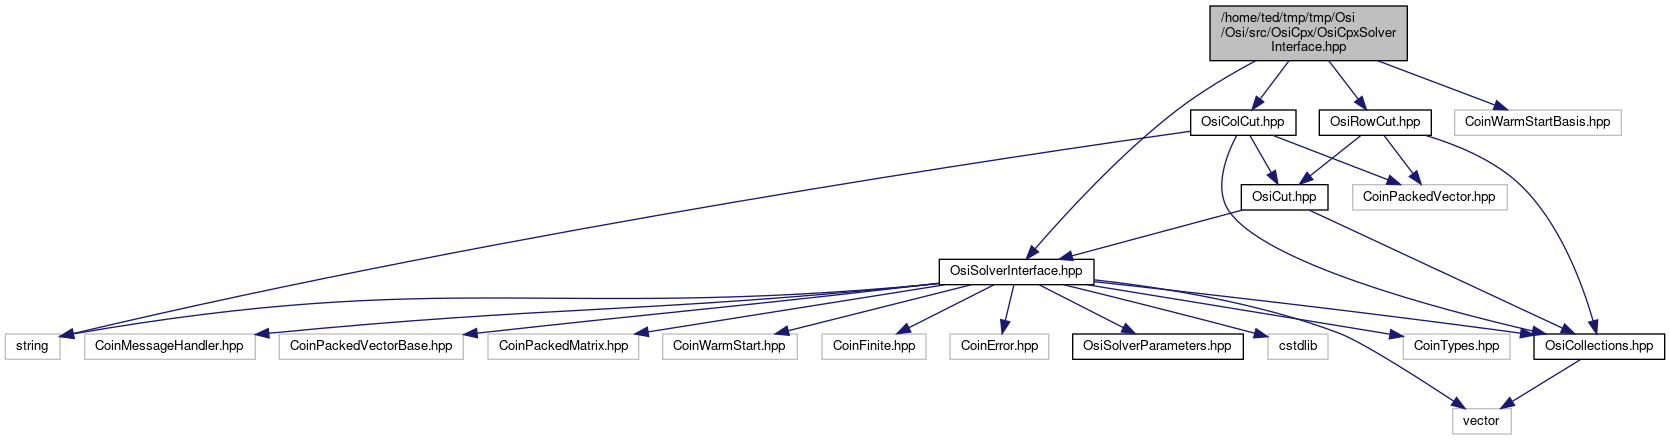 /home/ted/tmp/tmp/Osi
/Osi/src/OsiCpx/OsiCpxSolver
Interface.hpp
OsiColCut.hpp
OsiRowCut.hpp
CoinWarmStartBasis.hpp
OsiCut.hpp
CoinPackedVector.hpp
OsiSolverInterface.hpp
string
CoinMessageHandler.hpp
CoinPackedVectorBase.hpp
CoinPackedMatrix.hpp
CoinWarmStart.hpp
CoinFinite.hpp
CoinError.hpp
OsiSolverParameters.hpp
cstdlib
CoinTypes.hpp
OsiCollections.hpp
vector